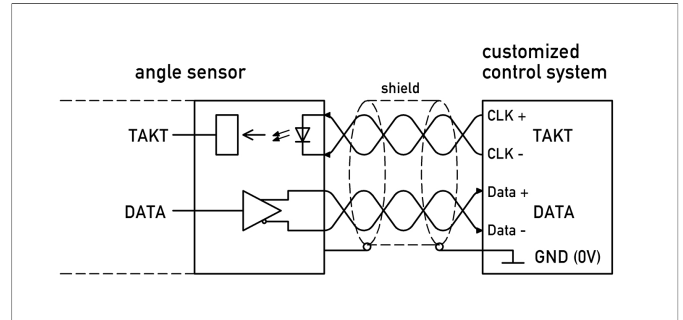 angle sensor
customized
control system
shield
TAKT
CLK +
TAKT
CLK -
DATA
Data +
DATA
Data -
GND (0V)